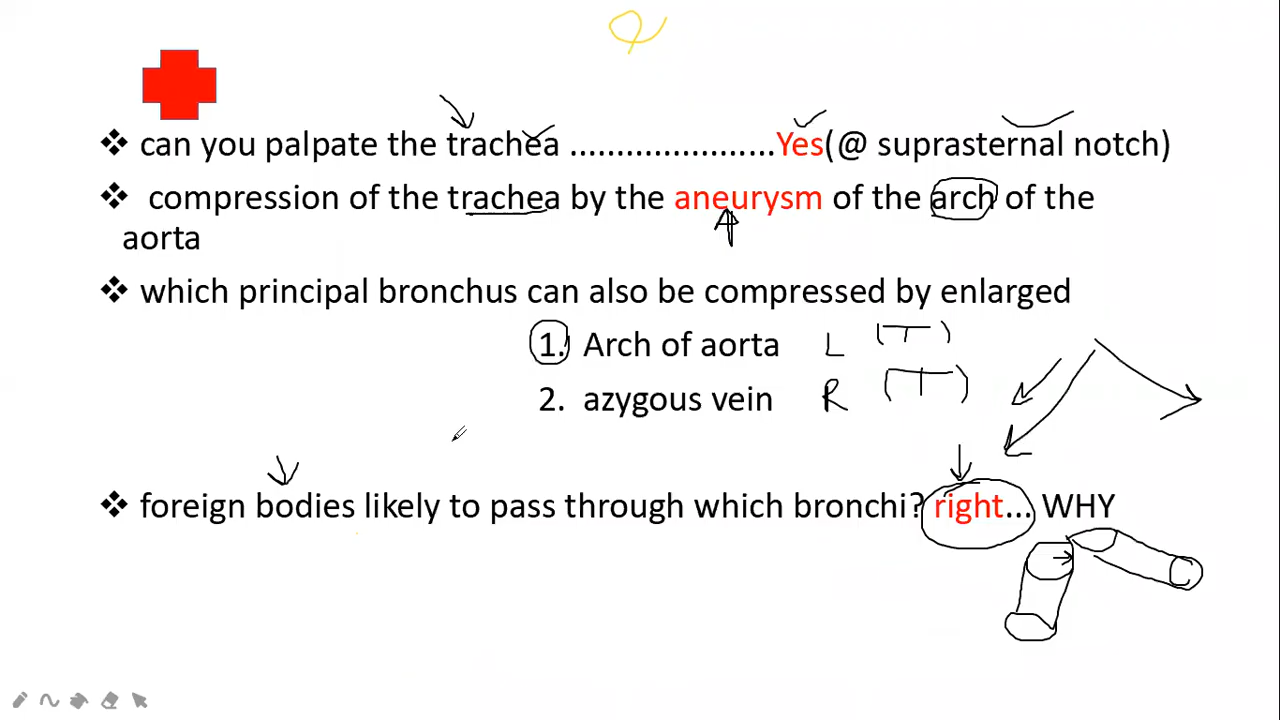 ❖ can you palpate the trachea ......................Yes(@ suprasternal notch)
❖ compression of the trachea by the aneurysm of the arch of the
aorta
❖ which principal bronchus can also be compressed by enlarged
1. Arch of aorta L (T)
2. azygous vein R (T)
❖ foreign bodies likely to pass through which bronchi? right... WHY